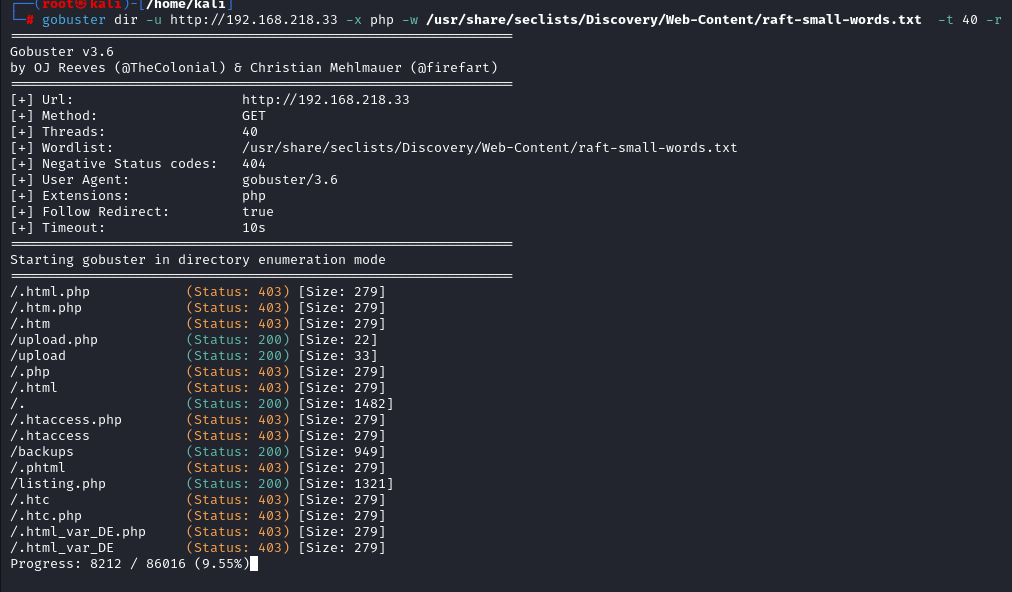 ┌──(root㉿kali)-[/home/kali]
└─# gobuster dir -u http://192.168.218.33 -x php -w /usr/share/seclists/Discovery/Web-Content/raft-small-words.txt  -t 40 -r
===============================================================
Gobuster v3.6
by OJ Reeves (@TheColonial) & Christian Mehlmauer (@firefart)
===============================================================
[+] Url:                     http://192.168.218.33
[+] Method:                  GET
[+] Threads:                 40
[+] Wordlist:                /usr/share/seclists/Discovery/Web-Content/raft-small-words.txt
[+] Negative Status codes:   404
[+] User Agent:              gobuster/3.6
[+] Extensions:              php
[+] Follow Redirect:         true
[+] Timeout:                 10s
===============================================================
Starting gobuster in directory enumeration mode
===============================================================
/.html.php            (Status: 403) [Size: 279]
/.htm.php             (Status: 403) [Size: 279]
/.htm                 (Status: 403) [Size: 279]
/upload.php           (Status: 200) [Size: 22]
/upload               (Status: 200) [Size: 33]
/.php                 (Status: 403) [Size: 279]
/.html                (Status: 403) [Size: 279]
/.                    (Status: 200) [Size: 1482]
/.htaccess.php        (Status: 403) [Size: 279]
/.htaccess            (Status: 403) [Size: 279]
/backups              (Status: 200) [Size: 949]
/.phtml               (Status: 403) [Size: 279]
/listing.php          (Status: 200) [Size: 1321]
/.htc                 (Status: 403) [Size: 279]
/.htc.php             (Status: 403) [Size: 279]
/.html_var_DE.php     (Status: 403) [Size: 279]
/.html_var_DE         (Status: 403) [Size: 279]
Progress: 8212 / 86016 (9.55%)